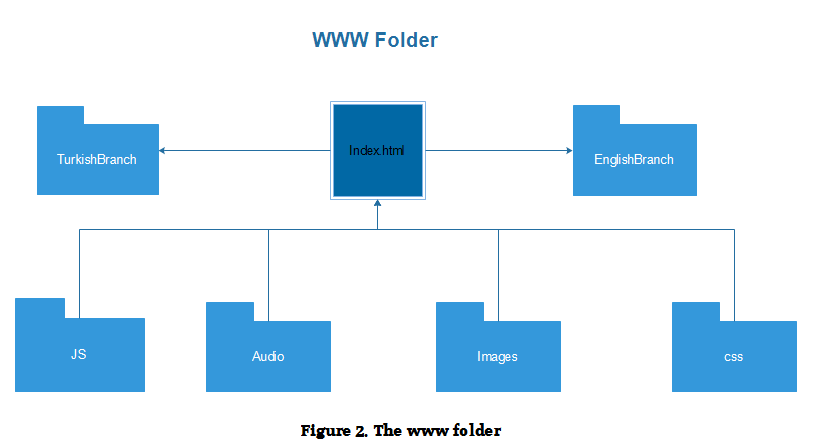 WWW Folder
TurkishBranch
Index.html
EnglishBranch
JS
Audio
Images
css
Figure 2. The www folder